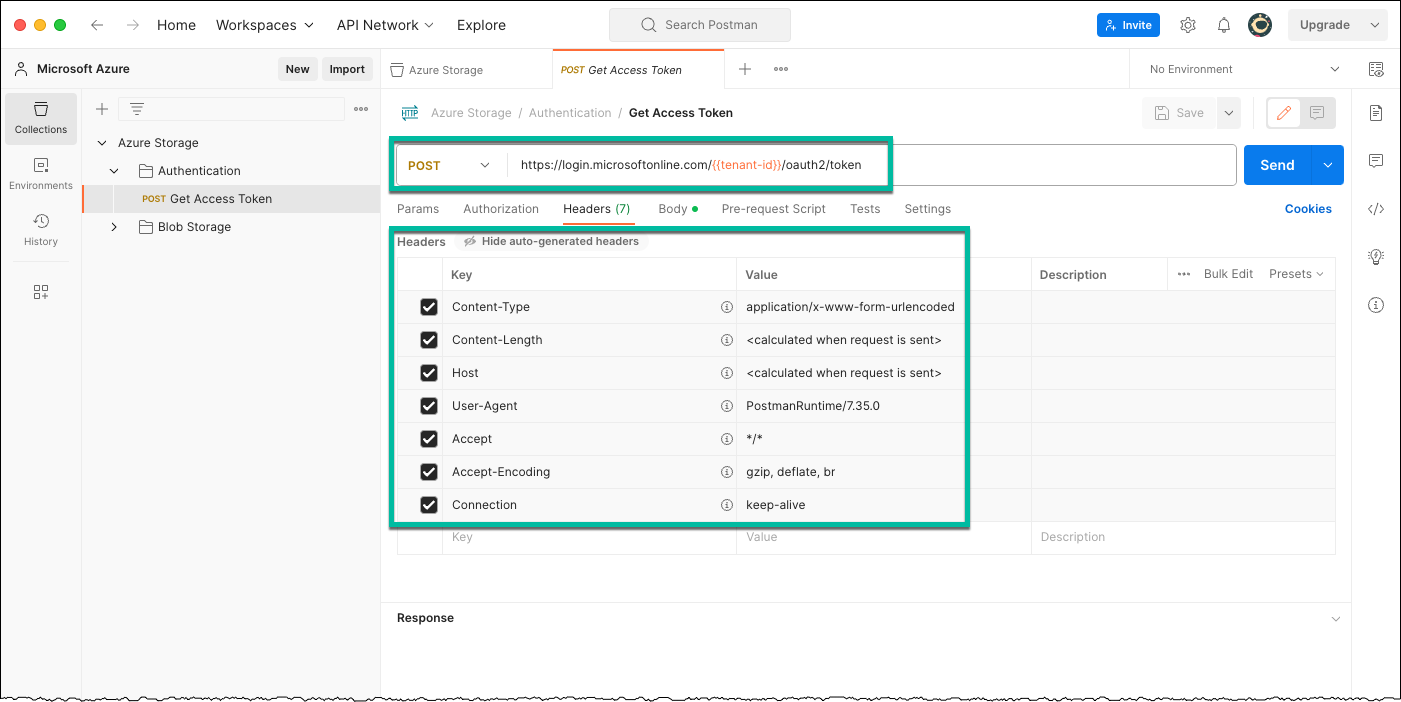 Home Workspaces API Network Explore Search Postman Invite Upgrade
Microsoft Azure New Import Azure Storage POST Get Access Token No Environment
Collections
Environments
History
Azure Storage
Authentication
POST Get Access Token
Blob Storage
HTTP Azure Storage / Authentication / Get Access Token Save
POST https://login.microsoftonline.com/{{tenant-id}}/oauth2/token Send
Params Authorization Headers (7) Body Pre-request Script Tests Settings Cookies
Headers Hide auto-generated headers
Key Value Description Bulk Edit Presets
Content-Type application/x-www-form-urlencoded
Content-Length <calculated when request is sent>
Host <calculated when request is sent>
User-Agent PostmanRuntime/7.35.0
Accept */*
Accept-Encoding gzip, deflate, br
Connection keep-alive
Key Value Description
Response